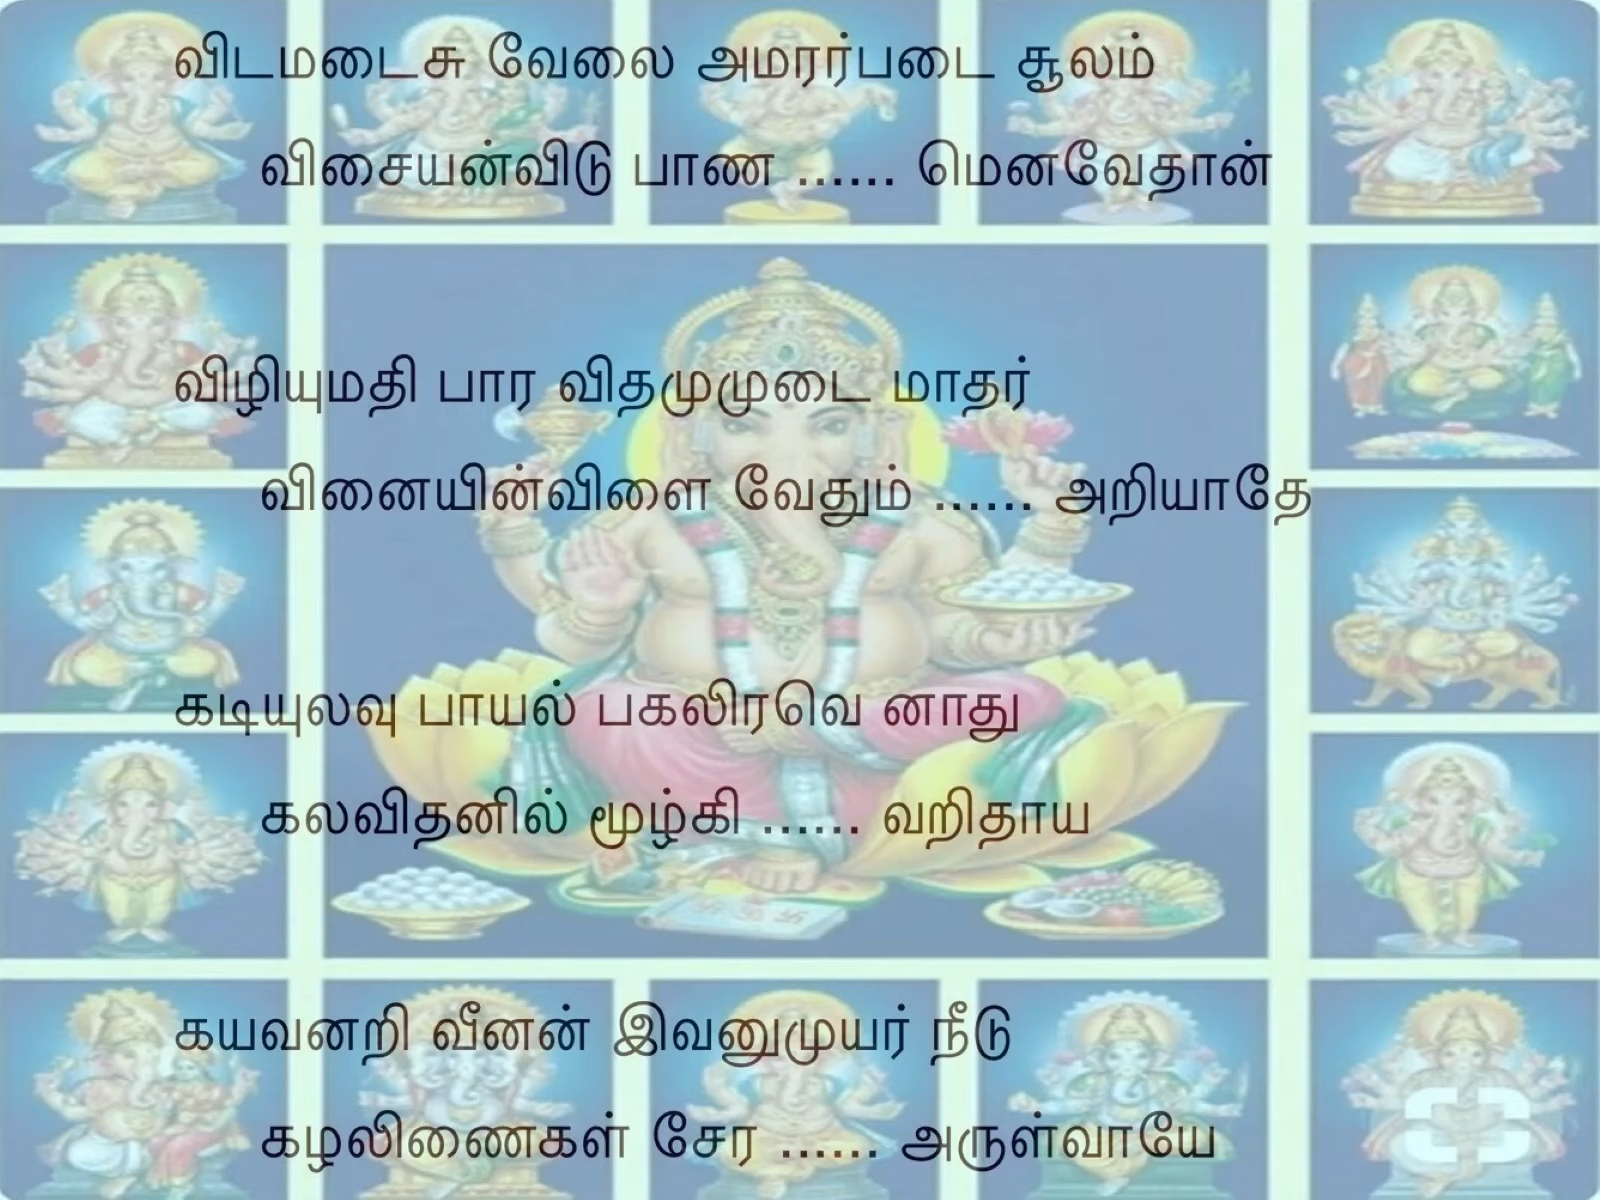 விடமடைசு வேலை அமரர்படை சூலம்
விசையன்விடு பாண ...... மெனவேதான்
விழியுமதி பார விதமுமுடை மாதர்
வினையின்விளை வேதும் ...... அறியாதே
கடியுலவு பாயல் பகலிரவெ னாது
கலவிதனில் மூழ்கி ...... வறிதாய
கயவனறி வீனன் இவனுமுயர் நீடு
கழலிணைகள் சேர ...... அருள்வாயே